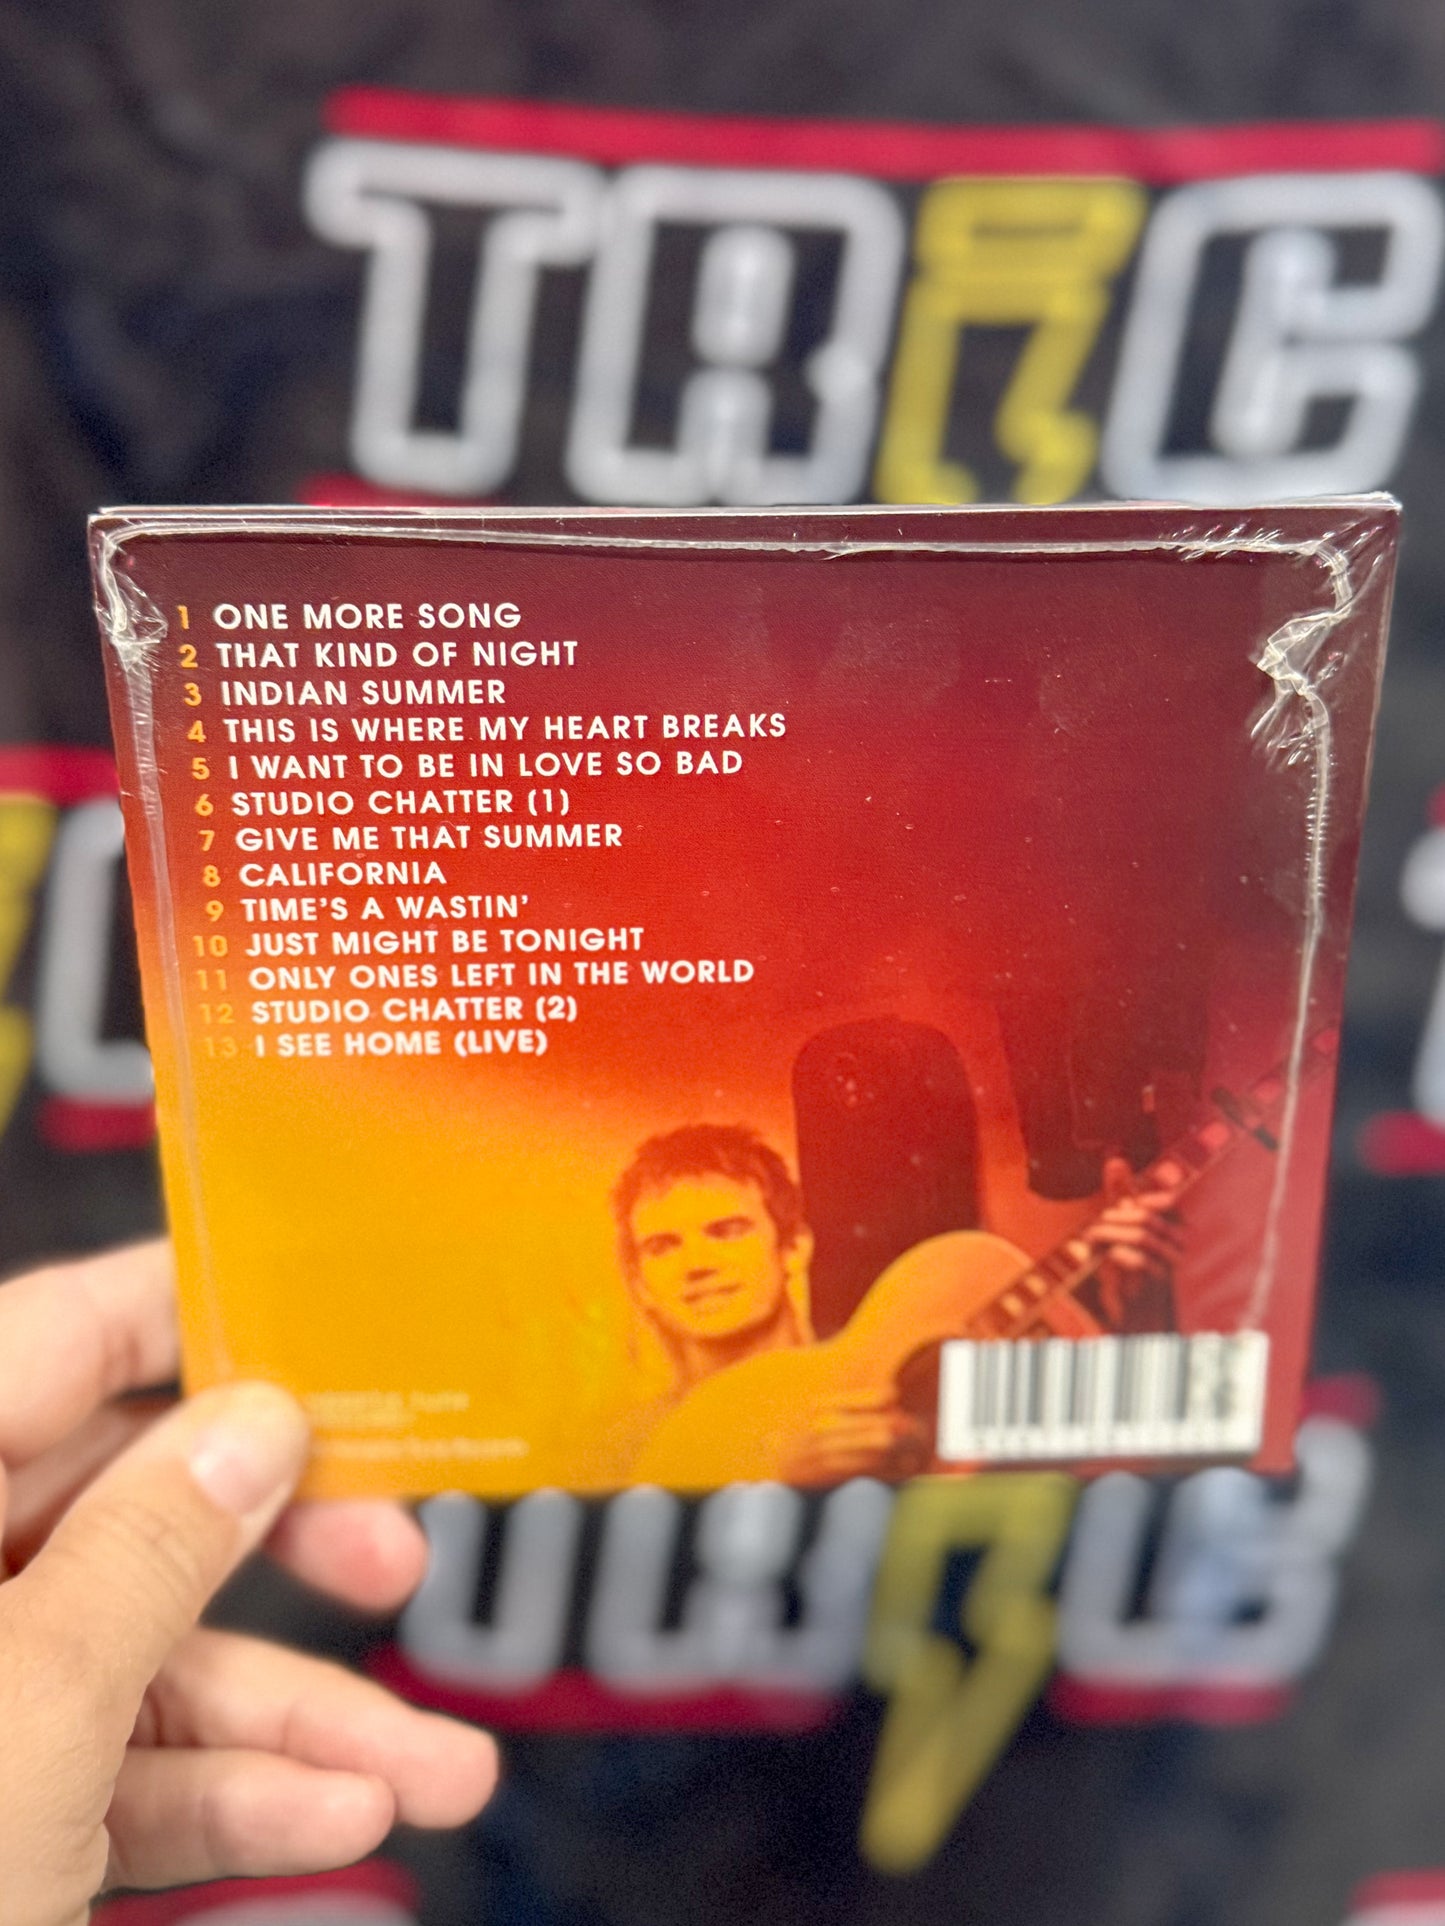 TRIC
1 ONE MORE SONG
2 THAT KIND OF NIGHT
3 INDIAN SUMMER
4 THIS IS WHERE MY HEART BREAKS
5 I WANT TO BE IN LOVE SO BAD
6 STUDIO CHATTER (1)
7 GIVE ME THAT SUMMER
8 CALIFORNIA
9 TIME'S A WASTIN'
10 JUST MIGHT BE TONIGHT
11 ONLY ONES LEFT IN THE WORLD
12 STUDIO CHATTER (2)
13 I SEE HOME (LIVE)